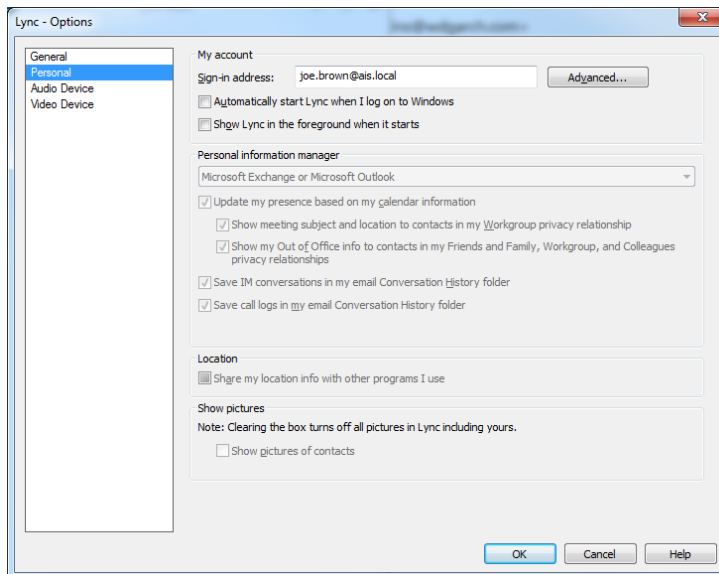 Lync - Options
General
Personal
Audio Device
Video Device
My account
Sign-in address: joe.brown@ais.local Advanced...
Automatically start Lync when I log on to Windows
Show Lync in the foreground when it starts
Personal information manager
Microsoft Exchange or Microsoft Outlook
Update my presence based on my calendar information
Show meeting subject and location to contacts in my Workgroup privacy relationship
Show my Out of Office info to contacts in my Friends and Family, Workgroup, and Colleagues
privacy relationships
Save IM conversations in my email Conversation History folder
Save call logs in my email Conversation History folder
Location
Share my location info with other programs I use
Show pictures
Note: Clearing the box turns off all pictures in Lync including yours.
Show pictures of contacts
OK Cancel Help